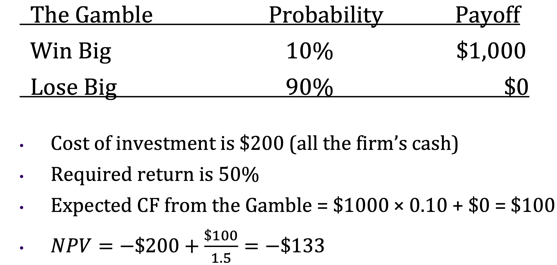 The Gamble Probability Payoff
Win Big 10% $1,000
Lose Big 90% $0
• Cost of investment is $200 (all the firm’s cash)
• Required return is 50%
• Expected CF from the Gamble = $1000 × 0.10 + $0 = $100
• NPV = −$200 + $100/1.5 = −$133